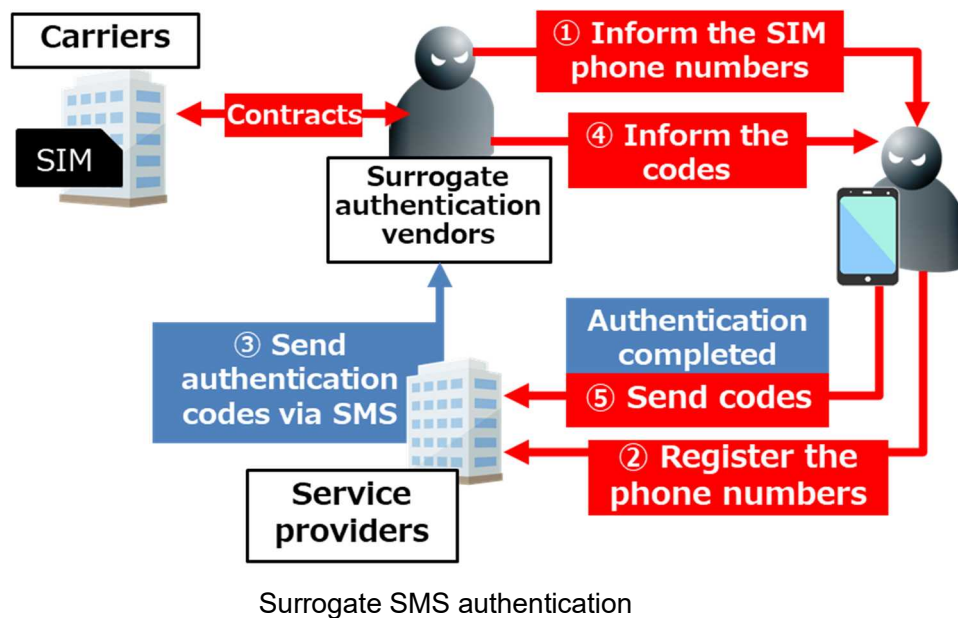 Carriers
SIM
Contracts
① Inform the SIM
phone numbers
④ Inform the
codes
Surrogate
authentication
vendors
③ Send
authentication
codes via SMS
Authentication
completed
⑤ Send codes
② Register the
phone numbers
Service
providers
Surrogate SMS authentication